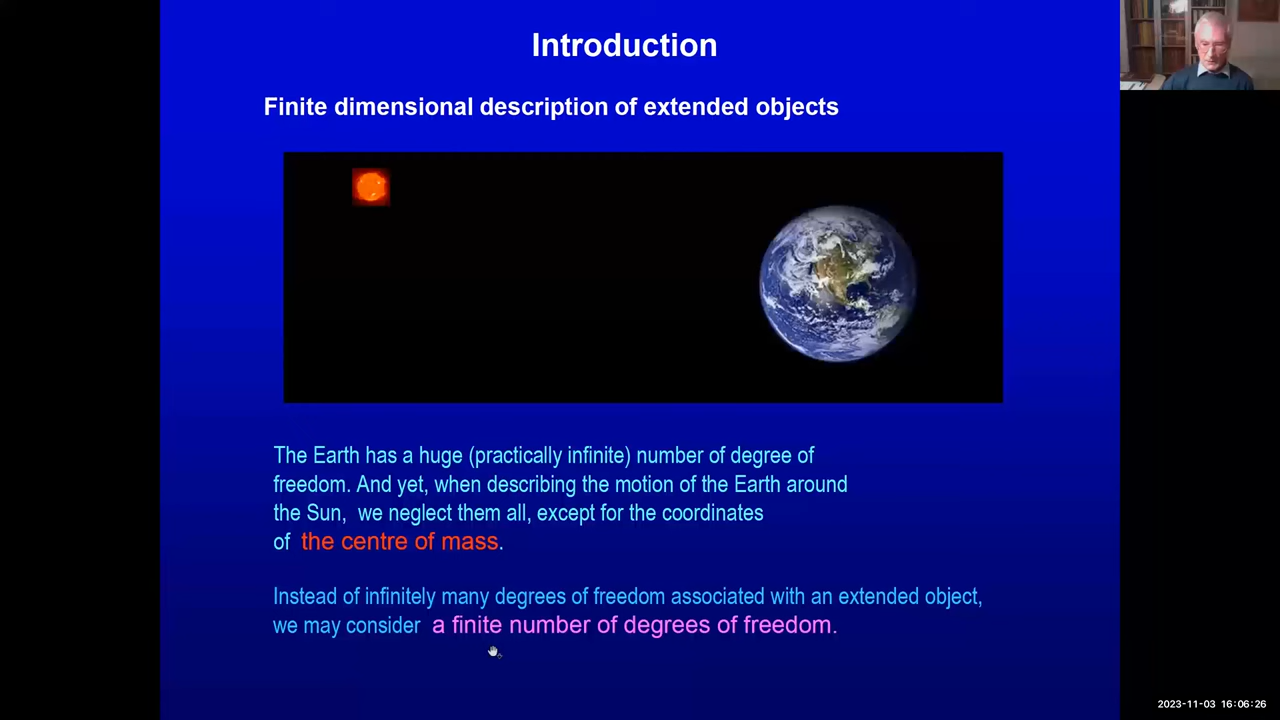 Introduction
Finite dimensional description of extended objects
The Earth has a huge (practically infinite) number of degree of
freedom. And yet, when describing the motion of the Earth around
the Sun, we neglect them all, except for the coordinates
of the centre of mass.
Instead of infinitely many degrees of freedom associated with an extended object,
we may consider a finite number of degrees of freedom.
2023-11-03 16:06:26